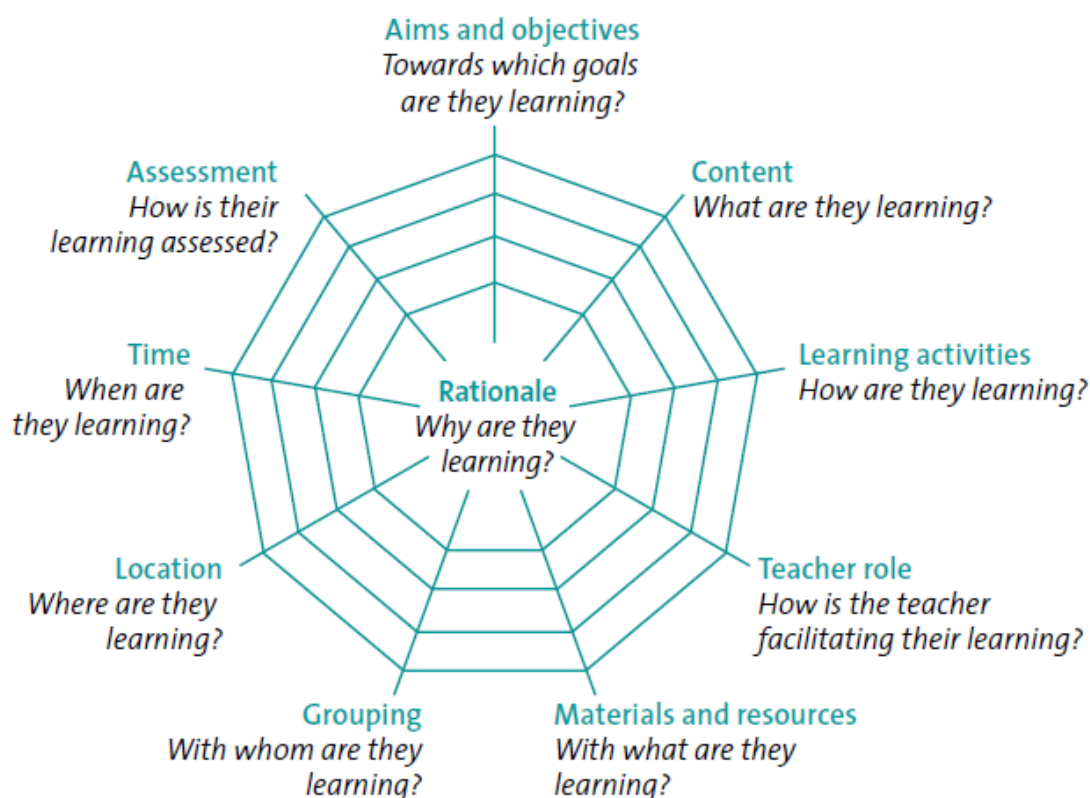 Aims and objectives
Towards which goals
are they learning?
Content
What are they learning?
Learning activities
How are they learning?
Teacher role
How is the teacher
facilitating their learning?
Materials and resources
With what are they
learning?
Grouping
With whom are they
learning?
Location
Where are they
learning?
Time
When are
they learning?
Assessment
How is their
learning assessed?
Rationale
Why are they
learning?